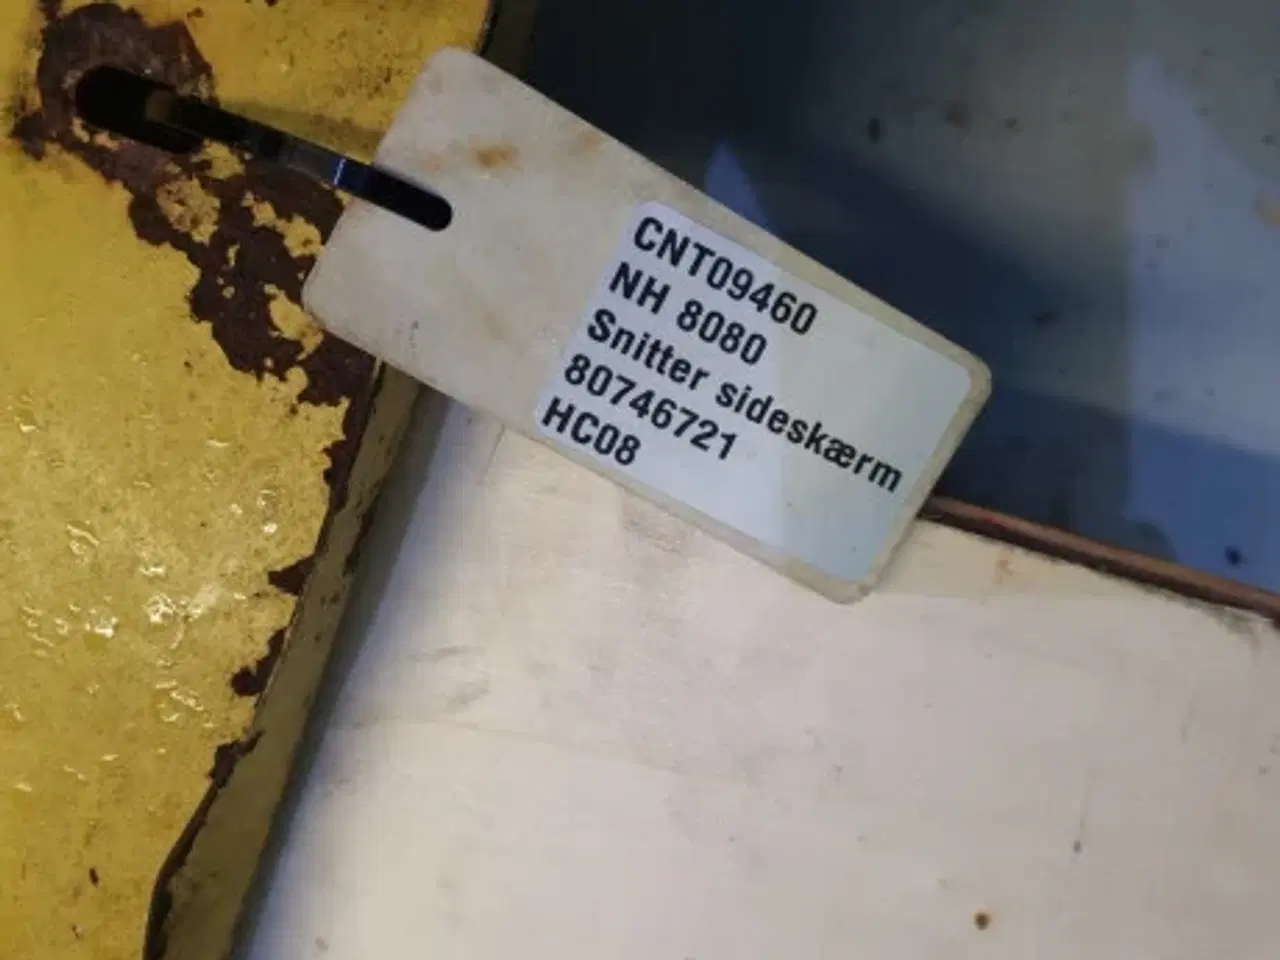 CNT09460
NH 8080
Snitter sideskærm
80746721
HC08